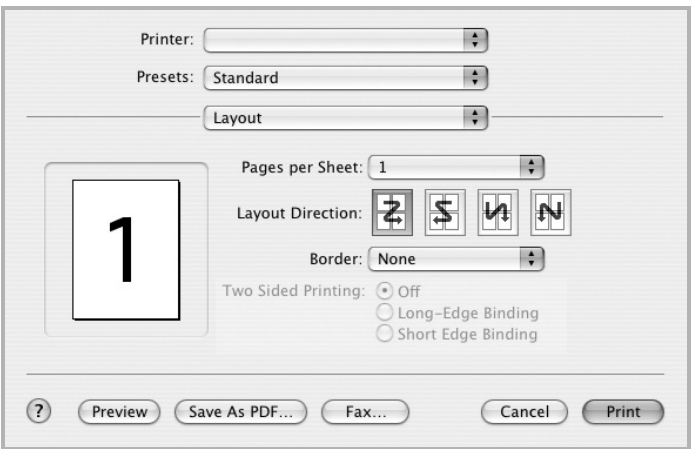 Printer:
Presets: Standard
Layout
Pages per Sheet: 1
1
Layout Direction:
Border: None
Two Sided Printing: Off
Long-Edge Binding
Short Edge Binding
? Preview Save As PDF... Fax... Cancel Print